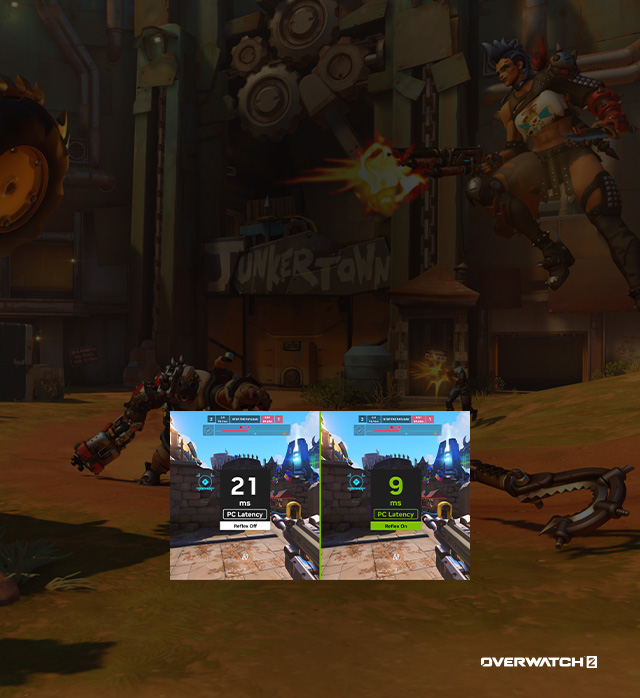 JUNKERTOWN
21
ms
PC Latency
Reflex Off
9
ms
PC Latency
Reflex On
OVERWATCH 2